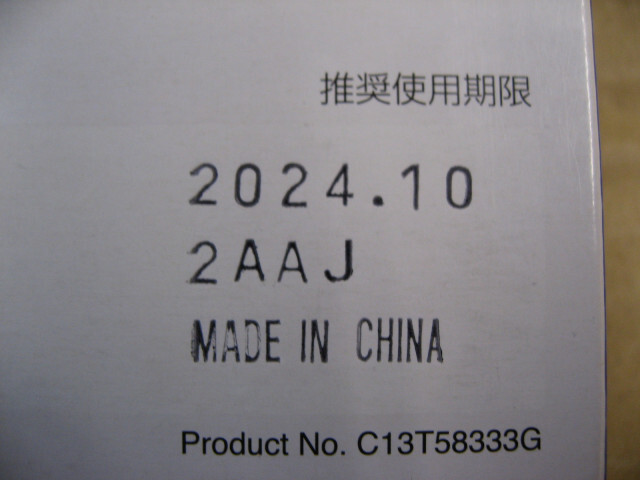 推奨使用期限
2024.10
2AAJ
MADE IN CHINA
Product No. C13T58333G